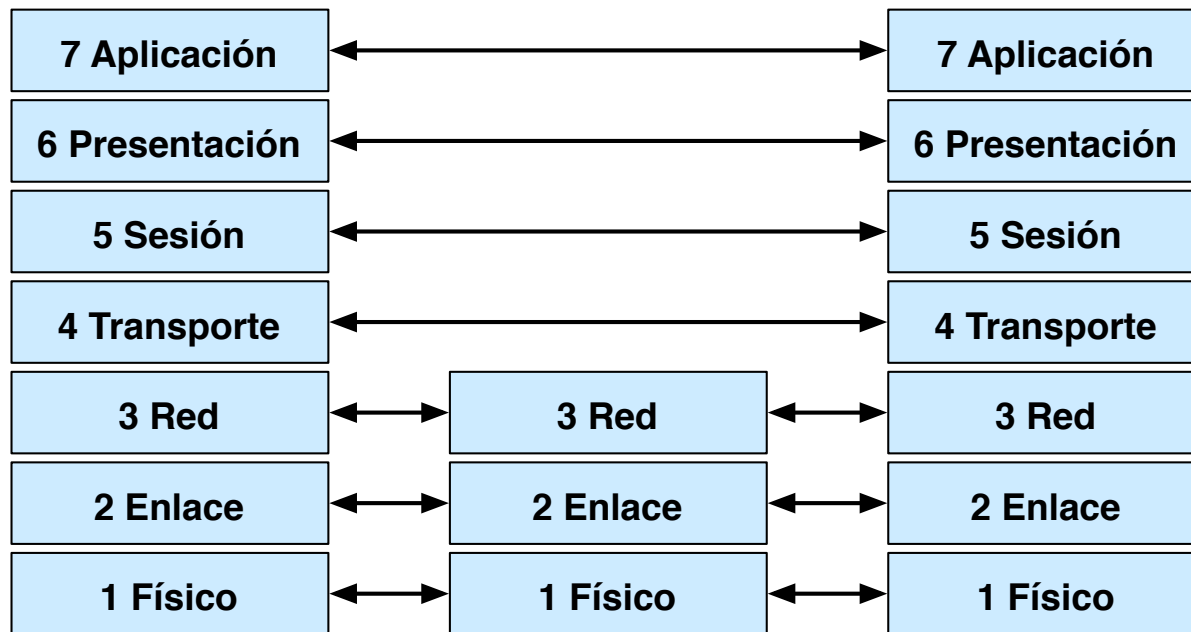 7 Aplicación
7 Aplicación
6 Presentación
6 Presentación
5 Sesión
5 Sesión
4 Transporte
4 Transporte
3 Red
3 Red
3 Red
2 Enlace
2 Enlace
2 Enlace
1 Físico
1 Físico
1 Físico